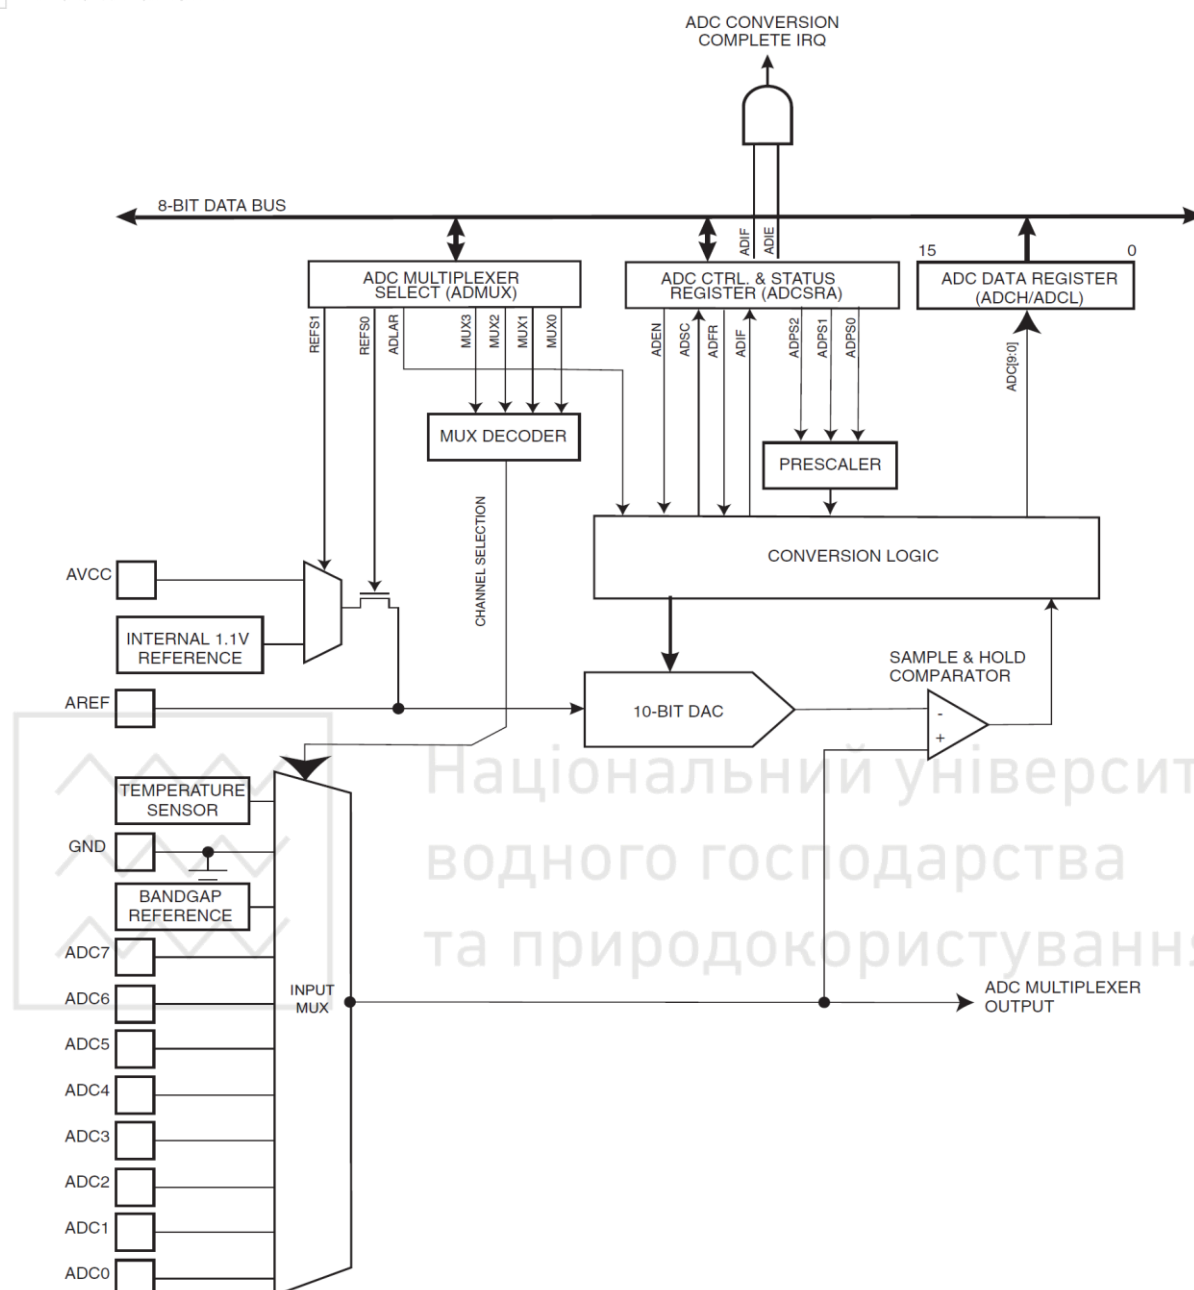 ADC CONVERSION
COMPLETE IRQ
8-BIT DATA BUS
ADIF
ADIE
15
0
ADC MULTIPLEXER
SELECT (ADMUX)
ADC CTRL. & STATUS
REGISTER (ADCSRA)
ADC DATA REGISTER
(ADCH/ADCL)
REFS1
REFS0
ADLAR
MUX3
MUX2
MUX1
MUX0
ADEN
ADSC
ADFR
ADIF
ADPS2
ADPS1
ADPS0
ADC[9:0]
MUX DECODER
PRESCALER
CHANNEL SELECTION
CONVERSION LOGIC
AVCC
INTERNAL 1.1V
REFERENCE
SAMPLE & HOLD
COMPARATOR
AREF
10-BIT DAC
-
+
Національний університ
TEMPERATURE
SENSOR
GND
водного господарства
BANDGAP
REFERENCE
та природокористування
ADC7
ADC6
INPUT
MUX
ADC MULTIPLEXER
OUTPUT
ADC5
ADC4
ADC3
ADC2
ADC1
ADC0